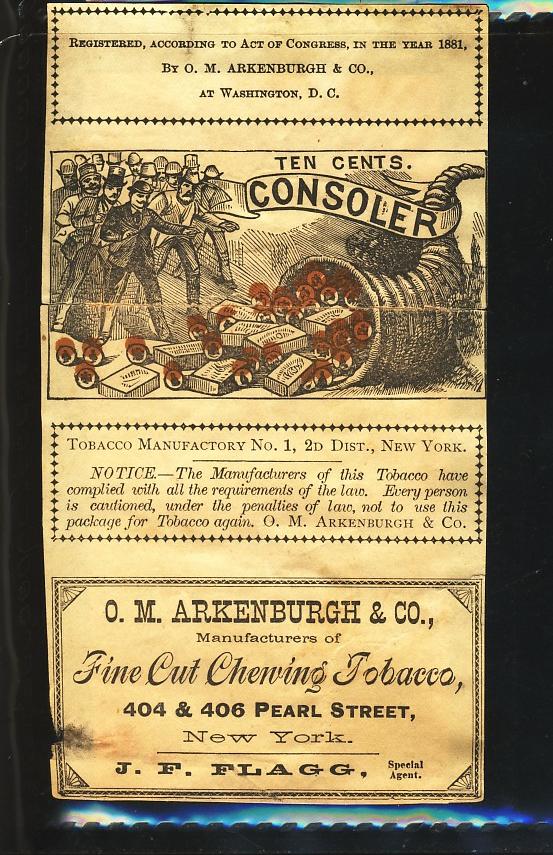 Registered, according to Act of Congress, in the year 1881,
By O. M. ARKENBURGH & CO.,
at Washington, D. C.
TEN CENTS.
CONSOLER
Tobacco Manufactory No. 1, 2d Dist., New York.
NOTICE.—The Manufacturers of this Tobacco have
complied with all the requirements of the law. Every person
is cautioned, under the penalties of law, not to use this
package for Tobacco again. O. M. Arkenburgh & Co.
O. M. ARKENBURGH & CO.,
Manufacturers of
Fine Cut Chewing Tobacco,
404 & 406 Pearl Street,
New York.
J. F. FLAGG, Special
Agent.